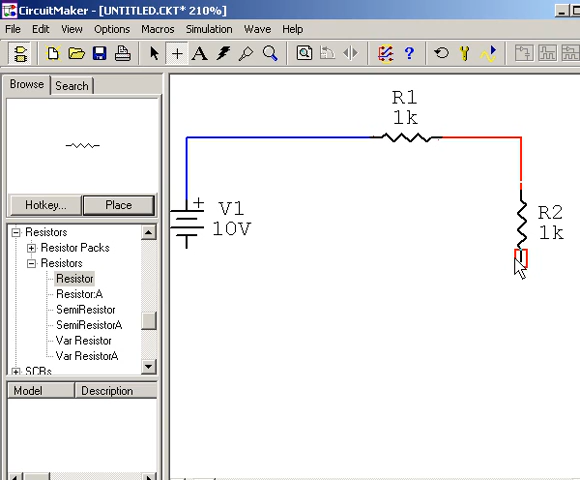 CircuitMaker - [UNTITLED.CKT* 210%]
File Edit View Options Macros Simulation Wave Help
Browse Search
Hotkey... Place
Resistors
Resistor Packs
Resistors
Resistor
Resistor:A
SemiResistor
SemiResistorA
Var Resistor
Var ResistorA
SCRs
Model Description
R1
1k
+
V1
10V
R2
1k